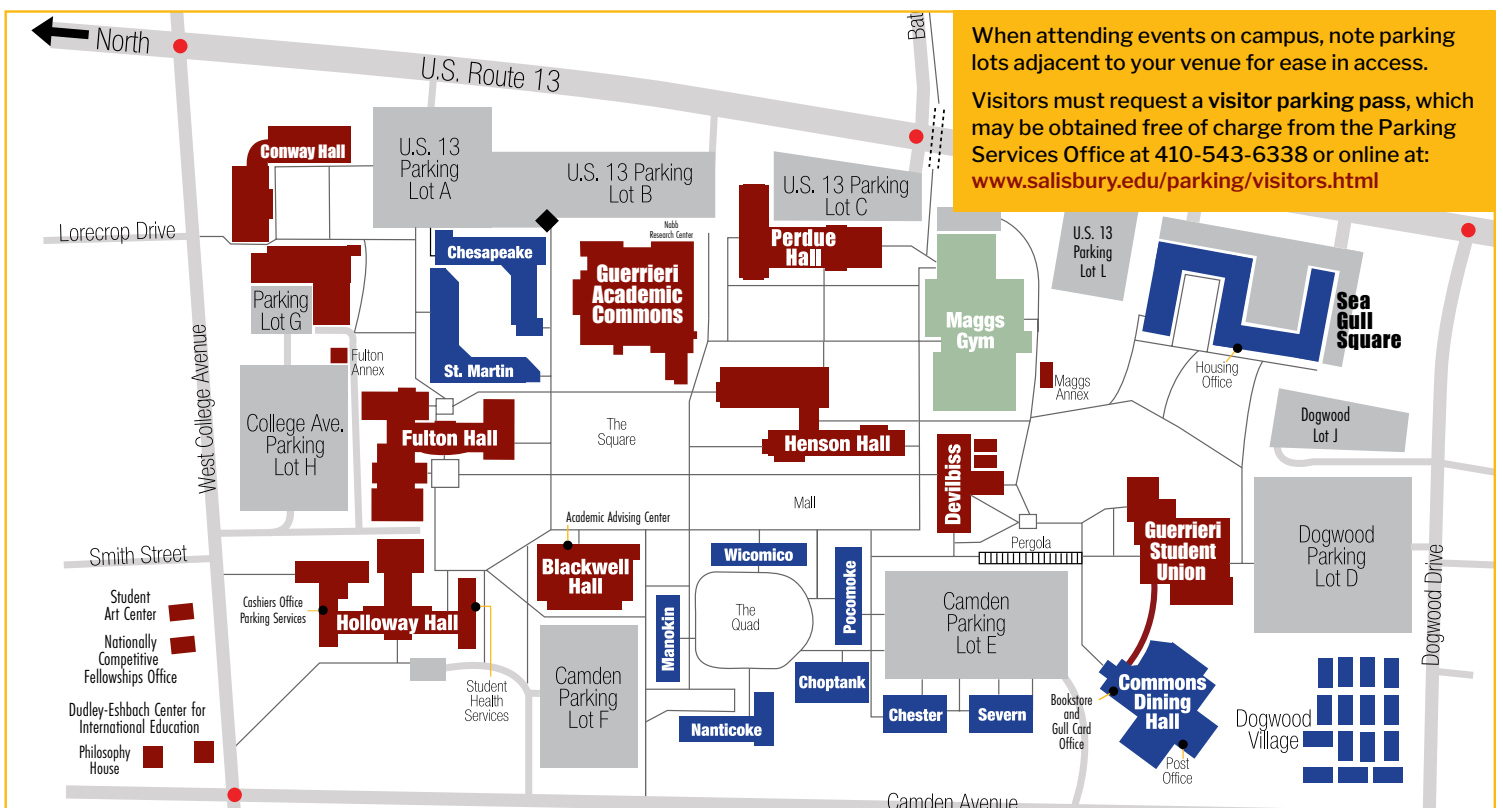 North
U.S. Route 13
When attending events on campus, note parking
lots adjacent to your venue for ease in access.
Visitors must request a visitor parking pass, which
may be obtained free of charge from the Parking
Services Office at 410-543-6338 or online at:
www.salisbury.edu/parking/visitors.html
Conway Hall
U.S. 13
Parking
Lot A
U.S. 13 Parking
Lot B
U.S. 13 Parking
Lot C
U.S. 13
Parking
Lot L
Lorecrop Drive
Chesapeake
Nabb
Research Center
Guerrieri
Academic
Commons
Perdue
Hall
Maggs
Gym
Sea
Gull
Square
Housing
Office
Parking
Lot G
Fulton
Annex
St. Martin
Maggs
Annex
West College Avenue
College Ave.
Parking
Lot H
Fulton Hall
The
Square
Henson Hall
Dogwood
Lot J
Devilbiss
Mall
Academic Advising Center
Smith Street
Blackwell
Hall
Wicomico
Pergola
Guerrieri
Student
Union
Dogwood
Parking
Lot D
Dogwood Drive
Student
Art Center
Cashiers Office
Parking Services
Holloway Hall
Manokin
The
Quad
Pocomoke
Camden
Parking
Lot E
Nationally
Competitive
Fellowships Office
Student
Health
Services
Camden
Parking
Lot F
Choptank
Nanticoke
Chester
Severn
Bookstore
and
Gull Card
Office
Commons
Dining
Hall
Post
Office
Dogwood
Village
Dudley-Eshbach Center for
International Education
Philosophy
House
Camden Avenue